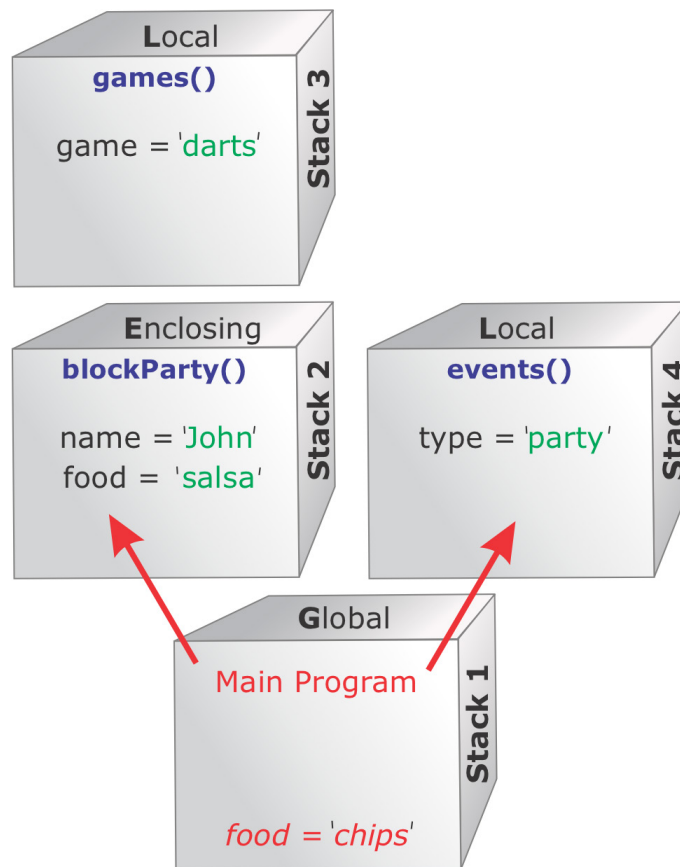 Local
games()
game = 'darts'
Stack 3
Enclosing
blockParty()
name = 'John'
food = 'salsa'
Stack 2
Local
events()
type = 'party'
Stack 4
Global
Main Program
food = 'chips'
Stack 1